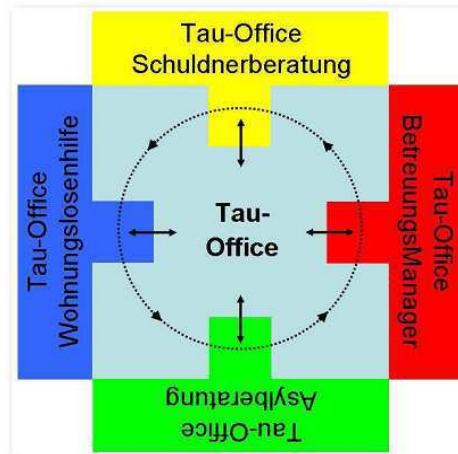 Tau-Office
Schuldnerberatung
Tau-Office
Wohnungslosenhilfe
Tau-
Office
Tau-Office
BetreuungsManager
Tau-Office
Asylberatung